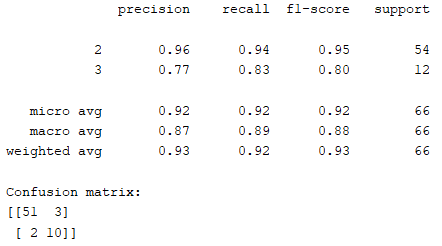 precision recall f1-score support
2 0.96 0.94 0.95 54
3 0.77 0.83 0.80 12
micro avg 0.92 0.92 0.92 66
macro avg 0.87 0.89 0.88 66
weighted avg 0.93 0.92 0.93 66
Confusion matrix:
[[51 3]
[ 2 10]]